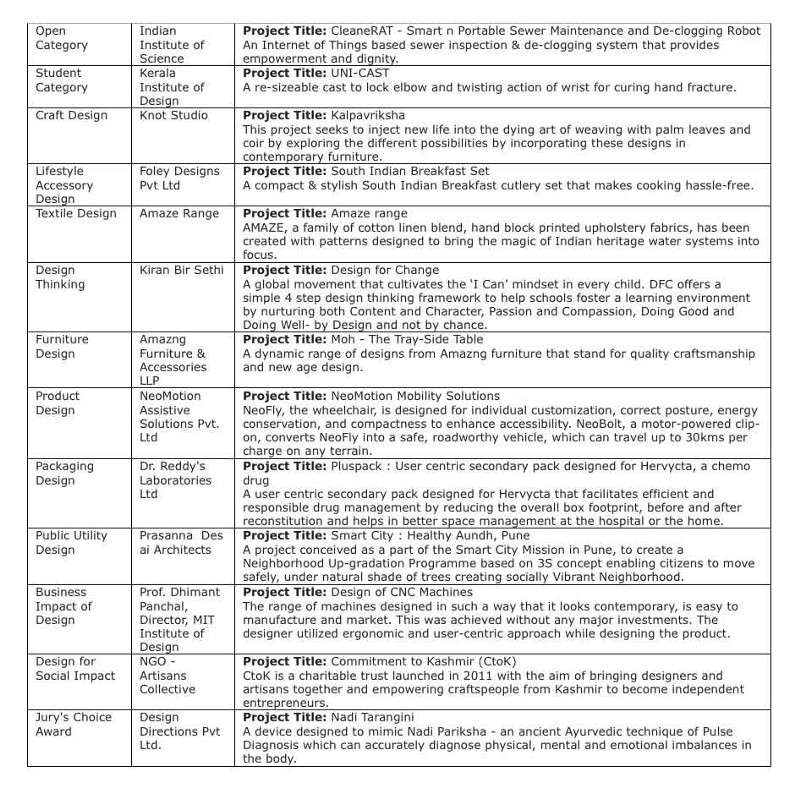 Open Category
Indian Institute of Science
Project Title: CleaneRAT - Smart n Portable Sewer Maintenance and De-clogging Robot
An Internet of Things based sewer inspection & de-clogging system that provides
empowerment and dignity.
Student Category
Kerala Institute of Design
Project Title: UNI-CAST
A re-sizeable cast to lock elbow and twisting action of wrist for curing hand fracture.
Craft Design
Knot Studio
Project Title: Kalpavriksha
This project seeks to inject new life into the dying art of weaving with palm leaves and
coir by exploring the different possibilities by incorporating these designs in
contemporary furniture.
Lifestyle Accessory Design
Foley Designs Pvt Ltd
Project Title: South Indian Breakfast Set
A compact & stylish South Indian Breakfast cutlery set that makes cooking hassle-free.
Textile Design
Amaze Range
Project Title: Amaze range
AMAZE, a family of cotton linen blend, hand block printed upholstery fabrics, has been
created with patterns designed to bring the magic of Indian heritage water systems into
focus.
Design Thinking
Kiran Bir Sethi
Project Title: Design for Change
A global movement that cultivates the ‘I Can’ mindset in every child. DFC offers a
simple 4 step design thinking framework to help schools foster a learning environment
by nurturing both Content and Character, Passion and Compassion, Doing Good and
Doing Well- by Design and not by chance.
Furniture Design
Amazng Furniture & Accessories LLP
Project Title: Moh - The Tray-Side Table
A dynamic range of designs from Amazng furniture that stand for quality craftsmanship
and new age design.
Product Design
NeoMotion Assistive Solutions Pvt. Ltd
Project Title: NeoMotion Mobility Solutions
NeoFly, the wheelchair, is designed for individual customization, correct posture, energy
conservation, and compactness to enhance accessibility. NeoBolt, a motor-powered clip-
on, converts NeoFly into a safe, roadworthy vehicle, which can travel up to 30kms per
charge on any terrain.
Packaging Design
Dr. Reddy's Laboratories Ltd
Project Title: Pluspack : User centric secondary pack designed for Hervycta, a chemo
drug
A user centric secondary pack designed for Hervycta that facilitates efficient and
responsible drug management by reducing the overall box footprint, before and after
reconstitution and helps in better space management at the hospital or the home.
Public Utility Design
Prasanna Des ai Architects
Project Title: Smart City : Healthy Aundh, Pune
A project conceived as a part of the Smart City Mission in Pune, to create a
Neighborhood Up-gradation Programme based on 3S concept enabling citizens to move
safely, under natural shade of trees creating socially Vibrant Neighborhood.
Business Impact of Design
Prof. Dhimant Panchal, Director, MIT Institute of Design
Project Title: Design of CNC Machines
The range of machines designed in such a way that it looks contemporary, is easy to
manufacture and market. This was achieved without any major investments. The
designer utilized ergonomic and user-centric approach while designing the product.
Design for Social Impact
NGO - Artisans Collective
Project Title: Commitment to Kashmir (CtoK)
CtoK is a charitable trust launched in 2011 with the aim of bringing designers and
artisans together and empowering craftspeople from Kashmir to become independent
entrepreneurs.
Jury's Choice Award
Design Directions Pvt Ltd.
Project Title: Nadi Tarangini
A device designed to mimic Nadi Pariksha - an ancient Ayurvedic technique of Pulse
Diagnosis which can accurately diagnose physical, mental and emotional imbalances in
the body.